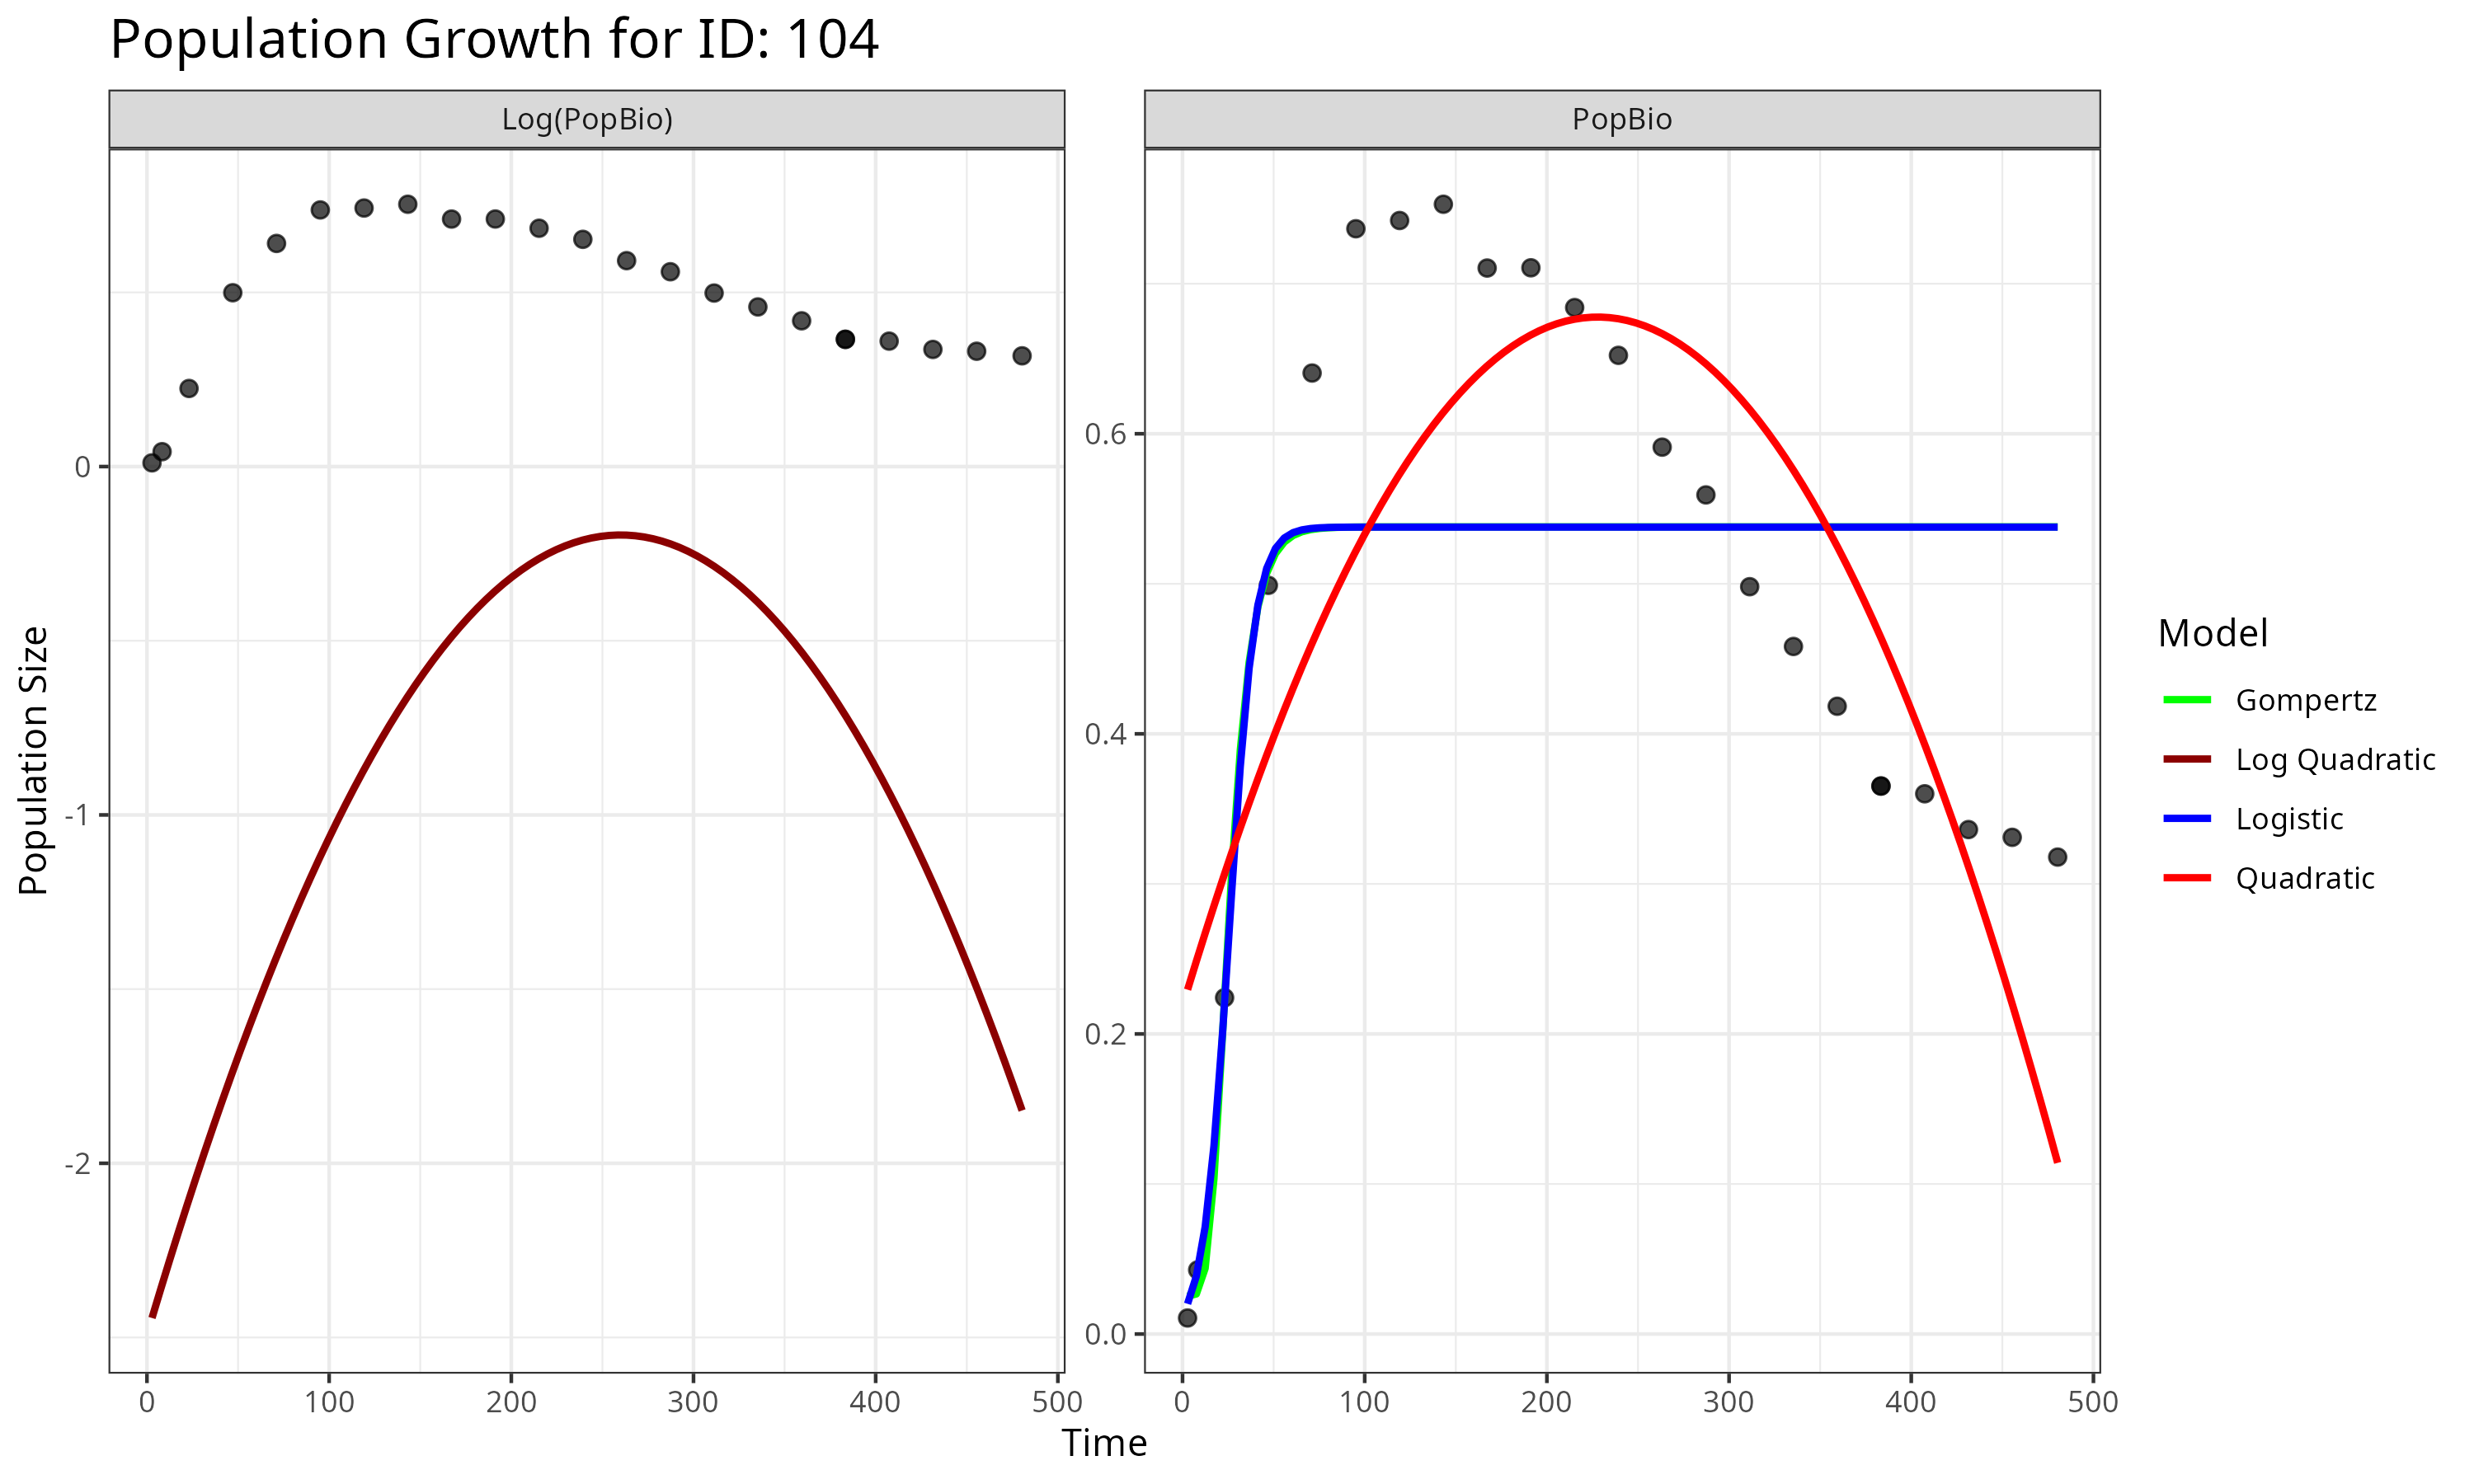 Population Growth for ID: 104
Log(PopBio)
PopBio
Population Size
0
-1
-2
0.6
0.4
0.2
0.0
0 100 200 300 400 500
0 100 200 300 400 500
Time
Model
Gompertz
Log Quadratic
Logistic
Quadratic